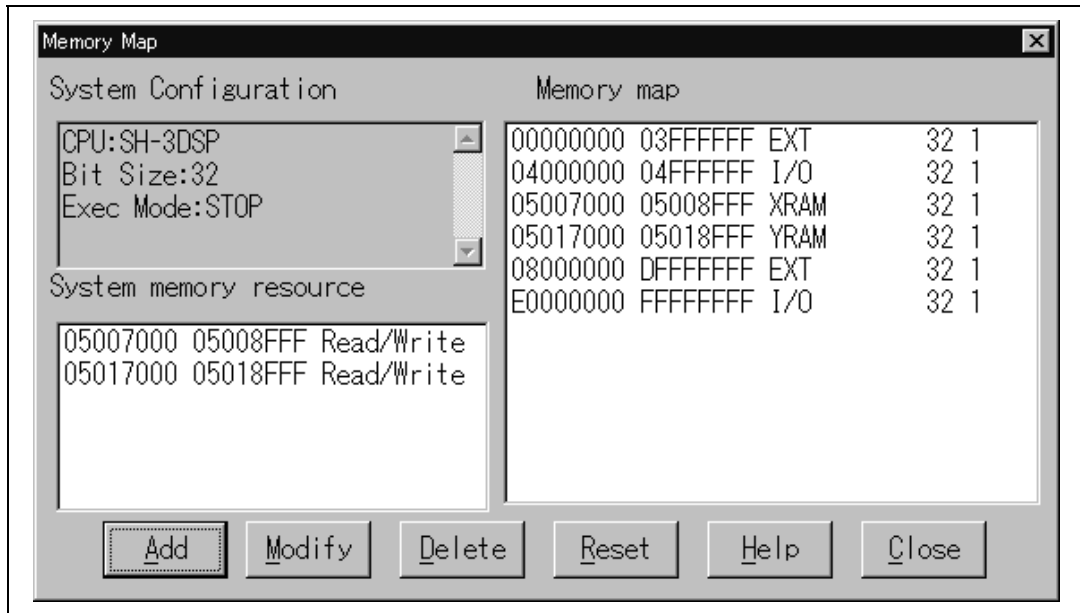 Memory Map
System Configuration
CPU:SH-3DSP
Bit Size:32
Exec Mode:STOP
System memory resource
05007000 05008FFF Read/Write
05017000 05018FFF Read/Write
Memory map
00000000 03FFFFFF EXT 32 1
04000000 04FFFFFF I/O 32 1
05007000 05008FFF XRAM 32 1
05017000 05018FFF YRAM 32 1
08000000 DFFFFFFF EXT 32 1
E0000000 FFFFFFFF I/O 32 1
Add Modify Delete Reset Help Close